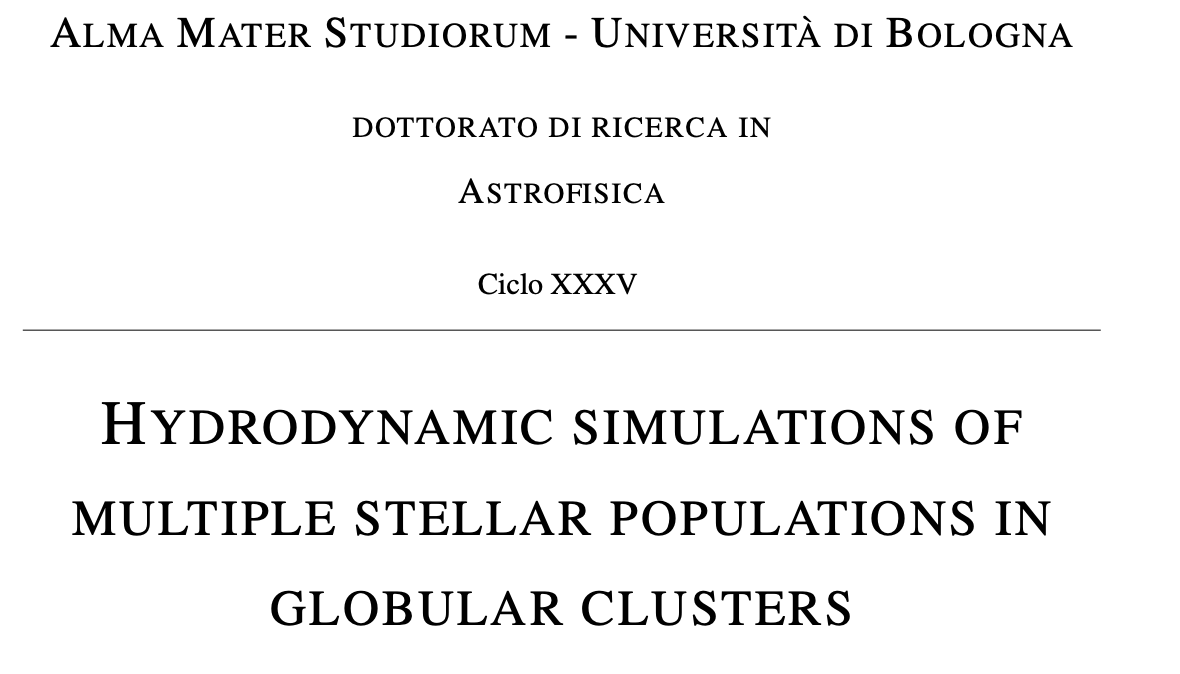 Alma Mater Studiorum - Università di Bologna
dottorato di ricerca in
Astrofisica
Ciclo XXXV
Hydrodynamic simulations of
multiple stellar populations in
globular clusters